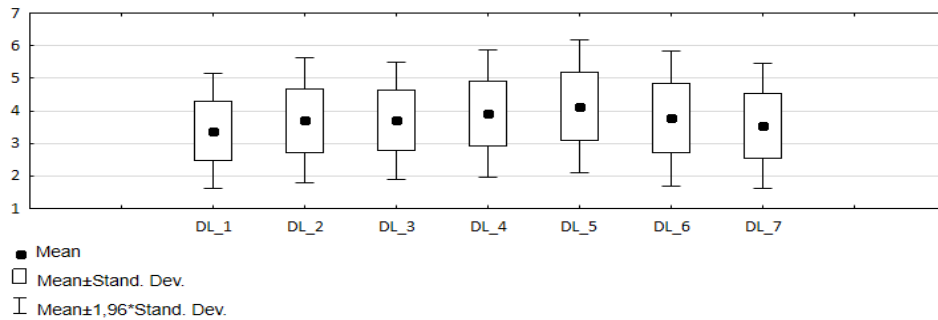 7
6
5
4
3
2
1
DL_1 DL_2 DL_3 DL_4 DL_5 DL_6 DL_7
Mean
Mean±Stand. Dev.
Mean±1,96*Stand. Dev.